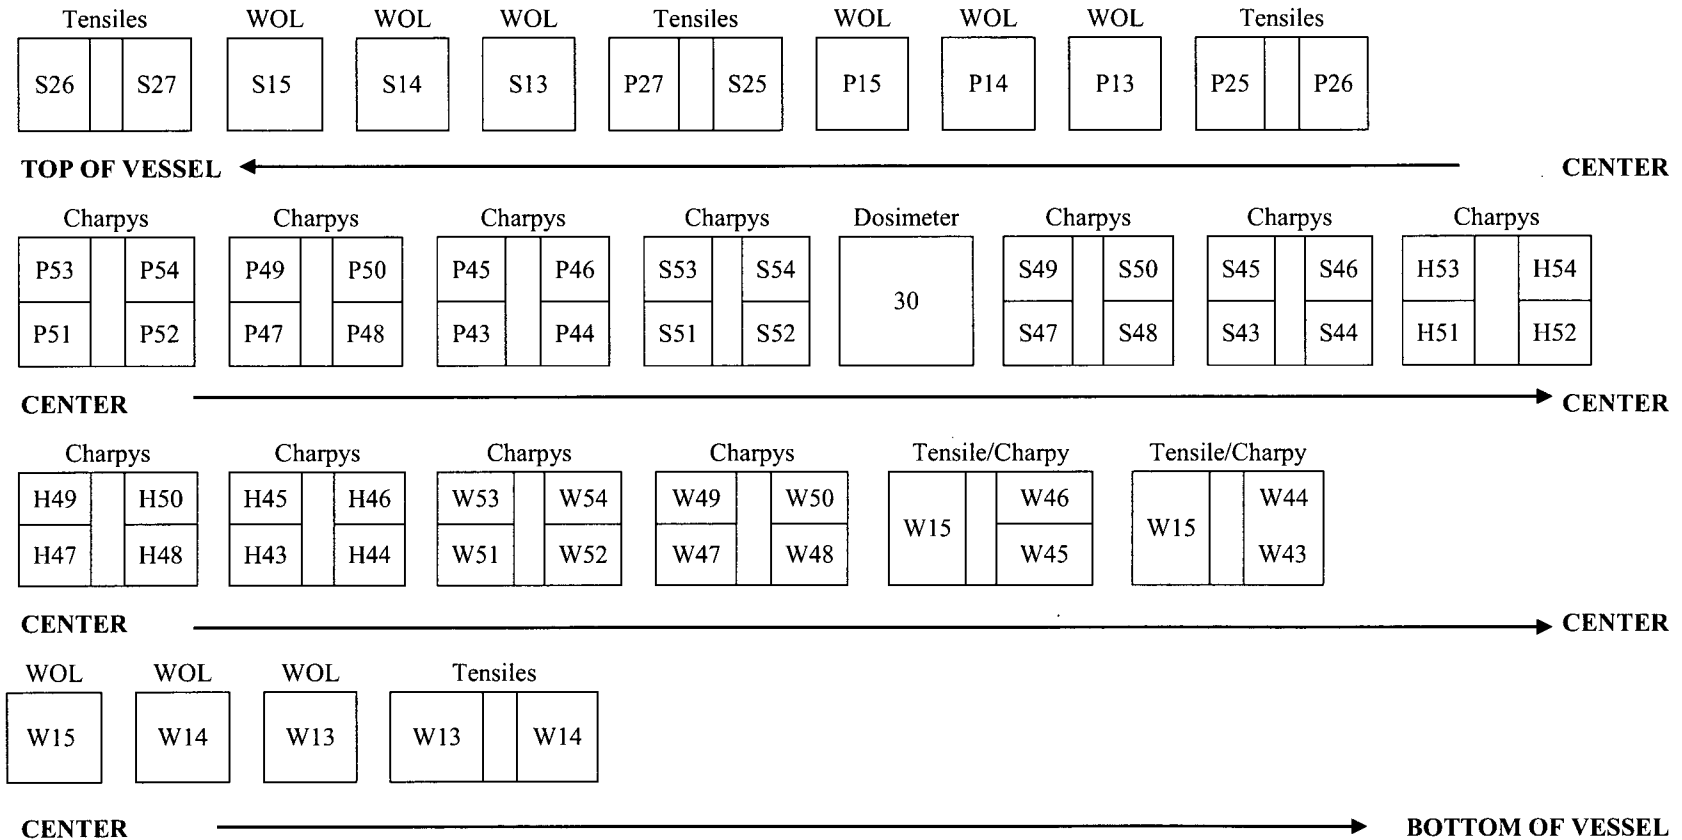 Tensiles WOL WOL WOL Tensiles WOL WOL WOL Tensiles
S26 S27 S15 S14 S13 P27 S25 P15 P14 P13 P25 P26
TOP OF VESSEL CENTER
Charpys Charpys Charpys Charpys Dosimeter Charpys Charpys Charpys
P53 P54 P49 P50 P45 P46 S53 S54 30 S49 S50 S45 S46 H53 H54
P51 P52 P47 P48 P43 P44 S51 S52 S47 S48 S43 S44 H51 H52
CENTER CENTER
Charpys Charpys Charpys Charpys Tensile/Charpy Tensile/Charpy
H49 H50 H45 H46 W53 W54 W49 W50 W15 W46 W15 W44
H47 H48 H43 H44 W51 W52 W47 W48 W45 W43
CENTER CENTER
WOL WOL WOL Tensiles
W15 W14 W13 W13 W14
CENTER BOTTOM OF VESSEL